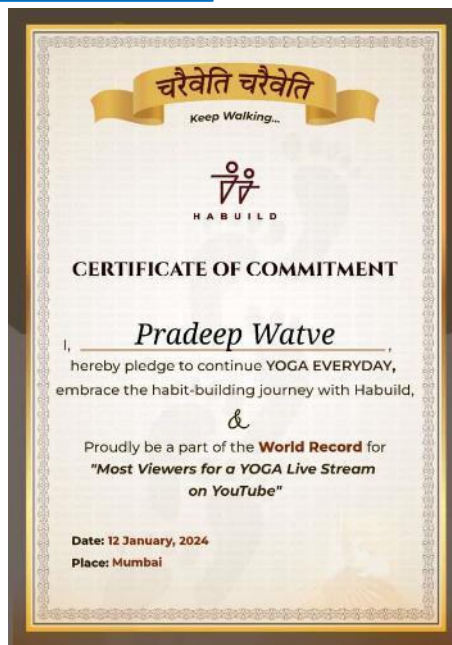 चरैवेति चरैवेति
Keep Walking...
HABUILD
CERTIFICATE OF COMMITMENT
I, Pradeep Watve,
hereby pledge to continue YOGA EVERYDAY,
embrace the habit-building journey with Habuild,
&
Proudly be a part of the World Record for
"Most Viewers for a YOGA Live Stream
on YouTube"
Date: 12 January, 2024
Place: Mumbai